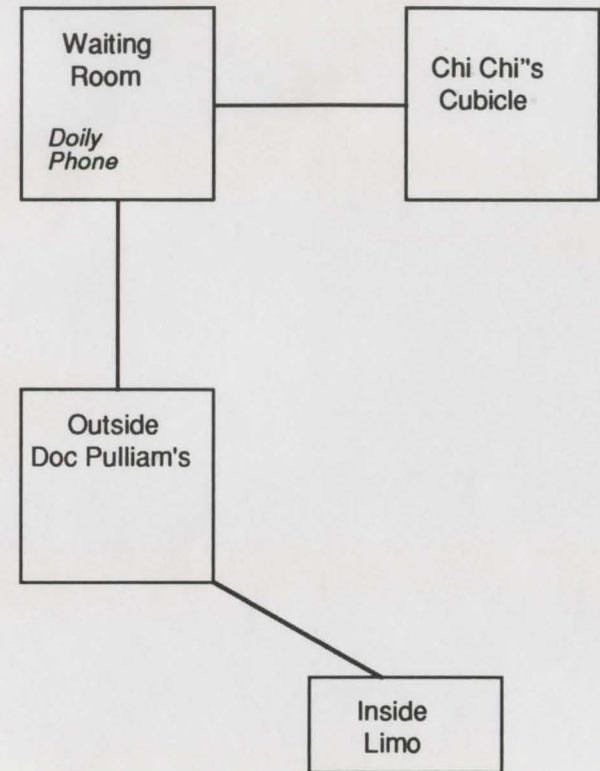 Waiting
Room
Doily
Phone
Chi Chi"s
Cubicle
Outside
Doc Pulliam's
Inside
Limo